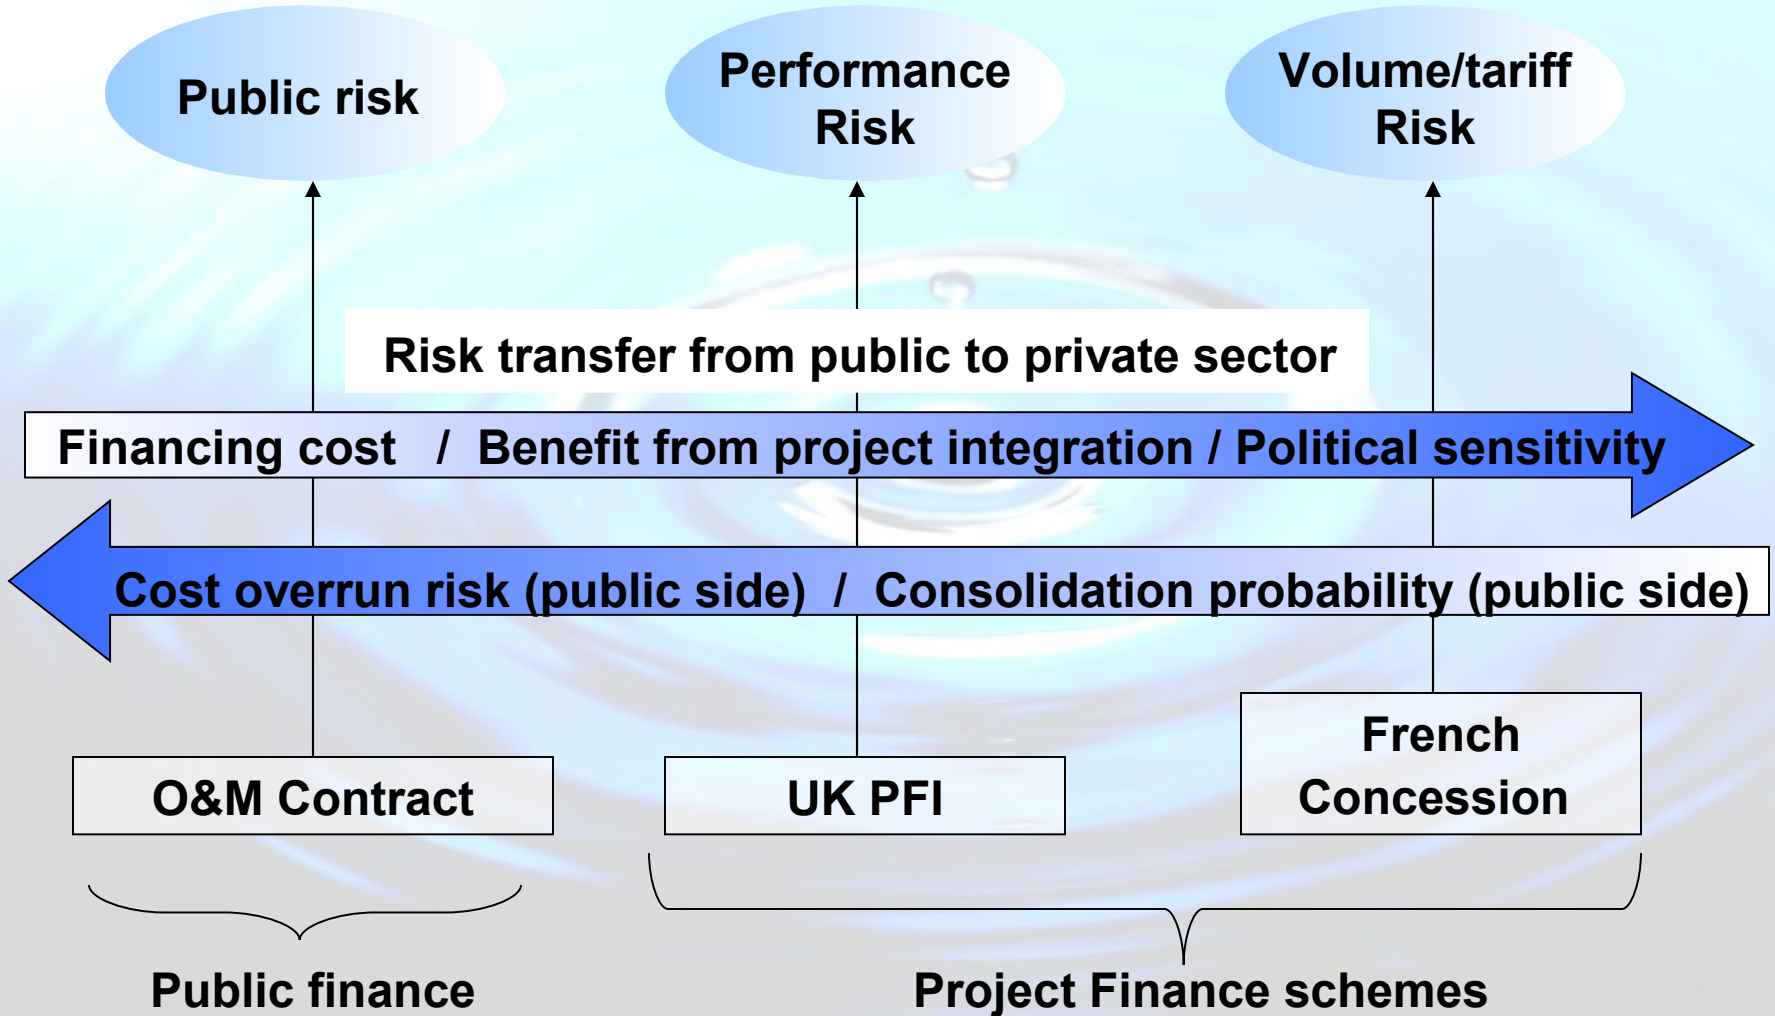 Public risk
Performance
Risk
Volume/tariff
Risk
Risk transfer from public to private sector
Financing cost / Benefit from project integration / Political sensitivity
Cost overrun risk (public side) / Consolidation probability (public side)
O&M Contract
UK PFI
French
Concession
Public finance
Project Finance schemes